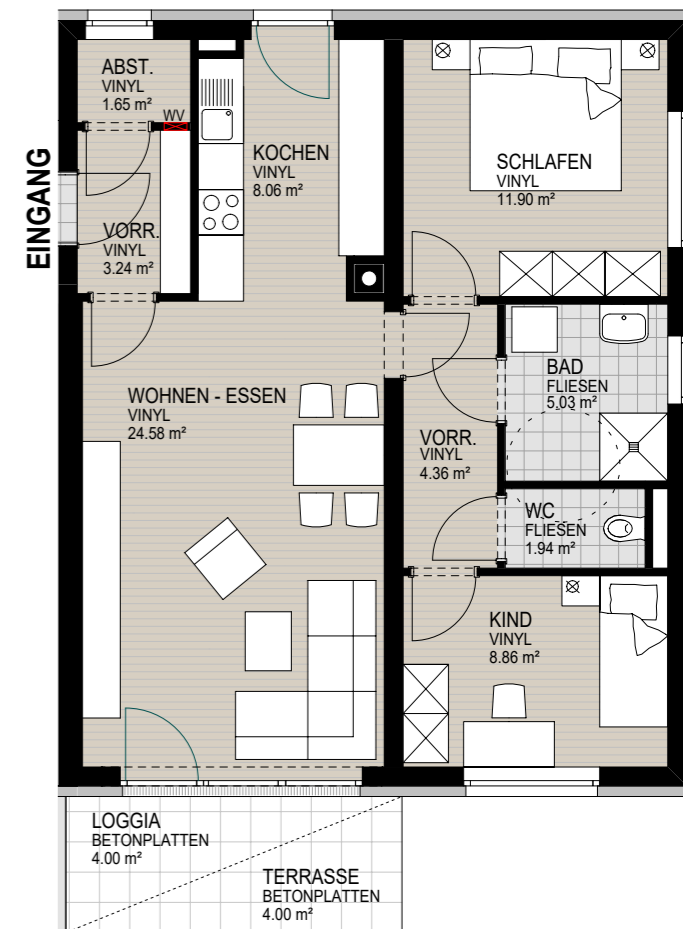 ABST.
VINYL
1.65 m²
WV
EINGANG
VORR.
VINYL
3.24 m²
KOCHEN
VINYL
8.06 m²
SCHLAFEN
VINYL
11.90 m²
WOHNEN - ESSEN
VINYL
24.58 m²
BAD
FLIESEN
5.03 m²
VORR.
VINYL
4.36 m²
WC
FLIESEN
1.94 m²
KIND
VINYL
8.86 m²
LOGGIA
BETONPLATTEN
4.00 m²
TERRASSE
BETONPLATTEN
4.00 m²